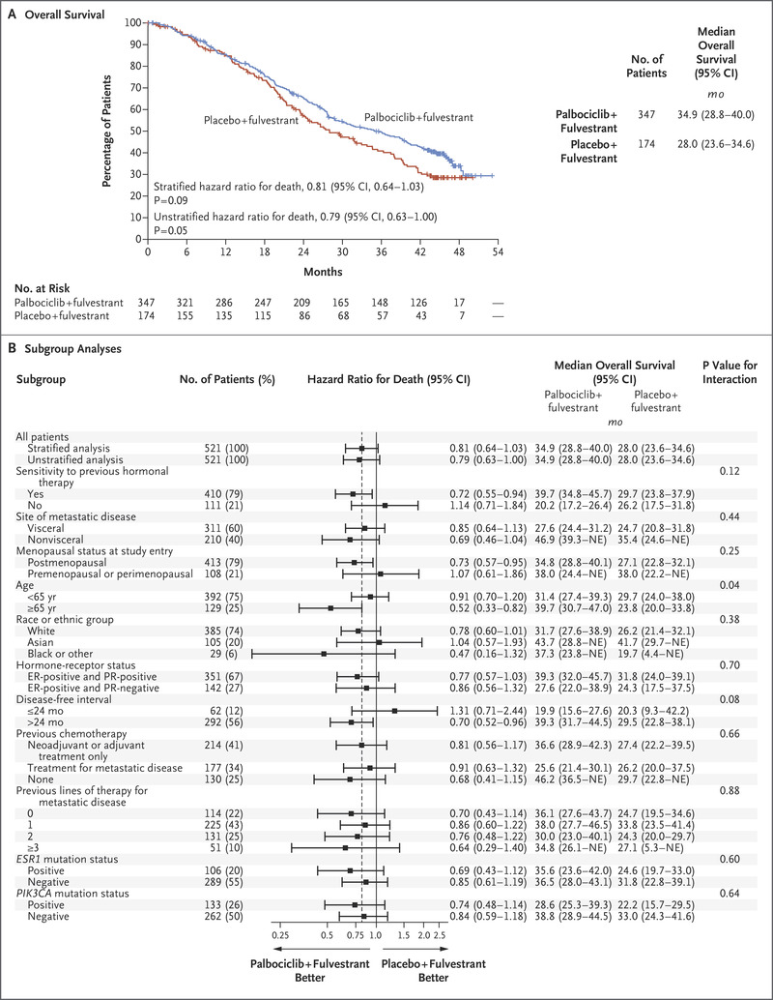 A Overall Survival
100
90
80
70
60
50
40
30
20
10
0
Percentage of Patients
Placebo+fulvestrant
Palbociclib+fulvestrant
Stratified hazard ratio for death, 0.81 (95% CI, 0.64–1.03)
P=0.09
Unstratified hazard ratio for death, 0.79 (95% CI, 0.63–1.00)
P=0.05
0 6 12 18 24 30 36 42 48 54
Months
No. of Patients
Median Overall Survival (95% CI)
mo
Palbociclib+ Fulvestrant 347 34.9 (28.8–40.0)
Placebo+ Fulvestrant 174 28.0 (23.6–34.6)
No. at Risk
Palbociclib+fulvestrant 347 321 286 247 209 165 148 126 17 —
Placebo+fulvestrant 174 155 135 115 86 68 57 43 7 —
B Subgroup Analyses
Subgroup No. of Patients (%) Hazard Ratio for Death (95% CI) Median Overall Survival (95% CI) P Value for Interaction
Palbociclib+ fulvestrant Placebo+ fulvestrant
mo
All patients
Stratified analysis 521 (100) 0.81 (0.64–1.03) 34.9 (28.8–40.0) 28.0 (23.6–34.6)
Unstratified analysis 521 (100) 0.79 (0.63–1.00) 34.9 (28.8–40.0) 28.0 (23.6–34.6)
Sensitivity to previous hormonal 0.12
therapy
Yes 410 (79) 0.72 (0.55–0.94) 39.7 (34.8–45.7) 29.7 (23.8–37.9)
No 111 (21) 1.14 (0.71–1.84) 20.2 (17.2–26.4) 26.2 (17.5–31.8)
Site of metastatic disease 0.44
Visceral 311 (60) 0.85 (0.64–1.13) 27.6 (24.4–31.2) 24.7 (20.8–31.8)
Nonvisceral 210 (40) 0.69 (0.46–1.04) 46.9 (39.3–NE) 35.4 (24.6–NE)
Menopausal status at study entry 0.25
Postmenopausal 413 (79) 0.73 (0.57–0.95) 34.8 (28.8–40.1) 27.1 (22.8–32.1)
Premenopausal or perimenopausal 108 (21) 1.07 (0.61–1.86) 38.0 (24.4–NE) 38.0 (22.2–NE)
Age 0.04
<65 yr 392 (75) 0.91 (0.70–1.20) 31.4 (27.4–39.3) 29.7 (24.0–38.0)
≥65 yr 129 (25) 0.52 (0.33–0.82) 39.7 (30.7–47.0) 23.8 (20.0–33.8)
Race or ethnic group 0.38
White 385 (74) 0.78 (0.60–1.01) 31.7 (27.6–38.9) 26.2 (21.4–32.1)
Asian 105 (20) 1.04 (0.57–1.93) 43.7 (28.8–NE) 41.7 (29.7–NE)
Black or other 29 (6) 0.47 (0.16–1.32) 37.3 (23.8–NE) 19.7 (4.4–NE)
Hormone-receptor status 0.70
ER-positive and PR-positive 351 (67) 0.77 (0.57–1.03) 39.3 (32.0–45.7) 31.8 (24.0–39.1)
ER-positive and PR-negative 142 (27) 0.86 (0.56–1.32) 27.6 (22.0–38.9) 24.3 (17.5–37.5)
Disease-free interval 0.08
≤24 mo 62 (12) 1.31 (0.71–2.44) 19.9 (15.6–27.6) 20.3 (9.3–42.2)
>24 mo 292 (56) 0.70 (0.52–0.96) 39.3 (31.7–44.5) 29.5 (22.8–38.1)
Previous chemotherapy 0.66
Neoadjuvant or adjuvant 214 (41) 0.81 (0.56–1.17) 36.6 (28.9–42.3) 27.4 (22.2–39.5)
treatment only
Treatment for metastatic disease 177 (34) 0.91 (0.63–1.32) 25.6 (21.4–30.1) 26.2 (20.0–37.5)
None 130 (25) 0.68 (0.41–1.15) 46.2 (36.5–NE) 29.7 (22.8–NE)
Previous lines of therapy for 0.88
metastatic disease
0 114 (22) 0.70 (0.43–1.14) 36.1 (27.6–43.7) 24.7 (19.5–34.6)
1 225 (43) 0.86 (0.60–1.22) 38.0 (27.7–46.5) 33.8 (23.5–41.4)
2 131 (25) 0.76 (0.48–1.22) 30.0 (23.0–40.1) 24.3 (20.0–29.7)
≥3 51 (10) 0.64 (0.29–1.40) 34.8 (26.1–NE) 27.1 (5.3–NE)
ESR1 mutation status 0.60
Positive 106 (20) 0.69 (0.43–1.12) 35.6 (23.6–42.0) 24.6 (19.7–33.0)
Negative 289 (55) 0.85 (0.61–1.19) 36.5 (28.0–43.1) 31.8 (22.8–39.1)
PIK3CA mutation status 0.64
Positive 133 (26) 0.74 (0.48–1.14) 28.6 (25.3–39.3) 22.2 (15.7–29.5)
Negative 262 (50) 0.84 (0.59–1.18) 38.8 (28.9–44.5) 33.0 (24.3–41.6)
0.25 0.5 0.75 1.0 1.5 2.0 2.5
Palbociclib+Fulvestrant Better
Placebo+Fulvestrant Better